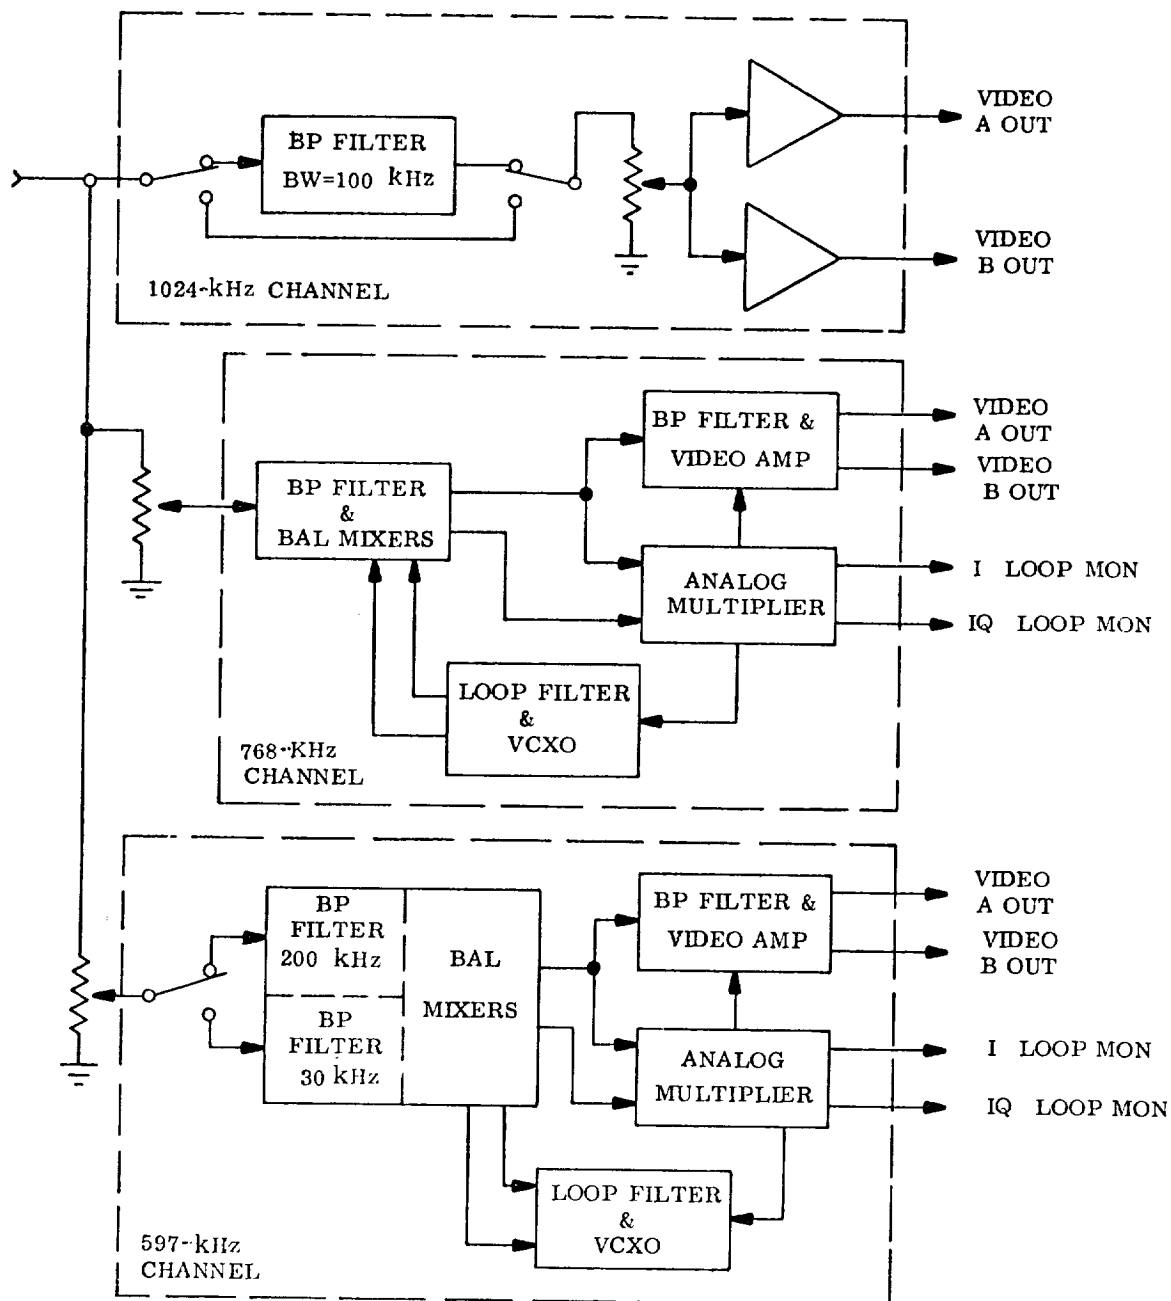 BP FILTER
BW=100 kHz
VIDEO
A OUT
VIDEO
B OUT
1024-kHz CHANNEL
BP FILTER
&
BAL MIXERS
BP FILTER &
VIDEO AMP
VIDEO
A OUT
VIDEO
B OUT
ANALOG
MULTIPLIER
I LOOP MON
IQ LOOP MON
LOOP FILTER
&
VCXO
768-KHz
CHANNEL
BP
FILTER
200 kHz
BP
FILTER
30 kHz
BAL
MIXERS
BP FILTER &
VIDEO AMP
VIDEO
A OUT
VIDEO
B OUT
ANALOG
MULTIPLIER
I LOOP MON
IQ LOOP MON
LOOP FILTER
&
VCXO
597-kHz
CHANNEL